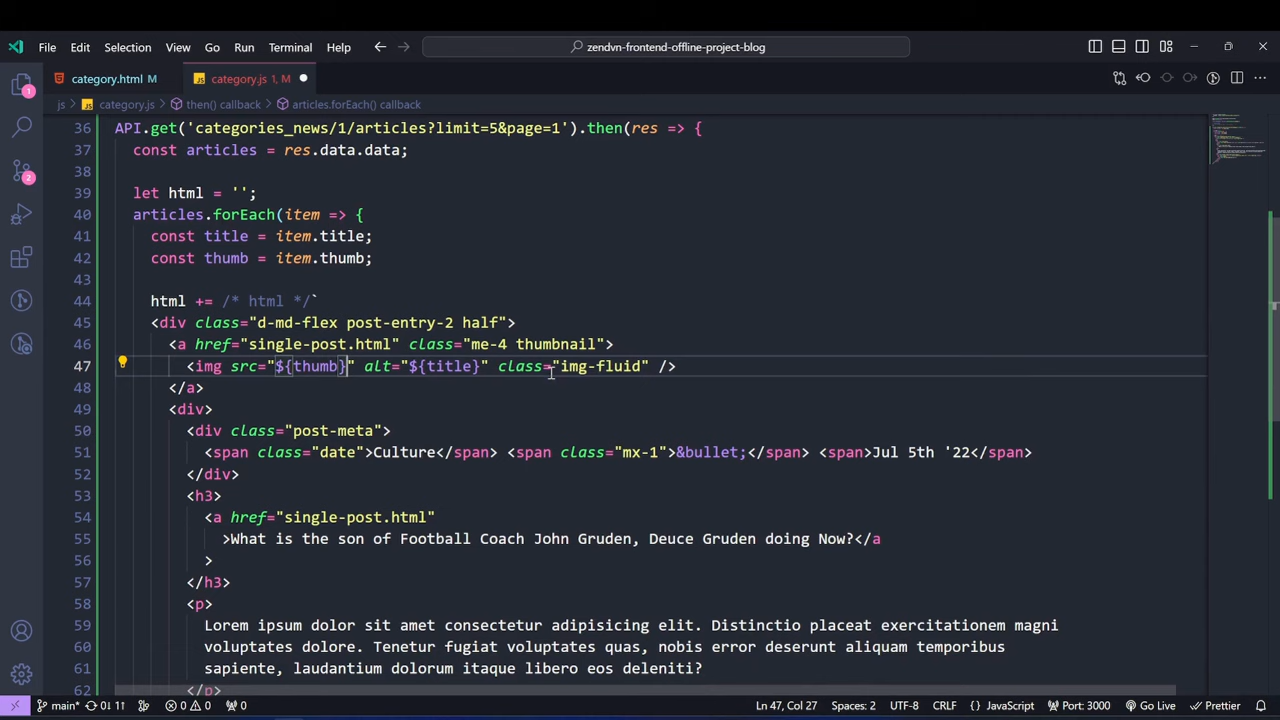 File Edit Selection View Go Run Terminal Help zendvn-frontend-offline-project-blog
category.html M category.js 1, M
js > category.js > then() callback > articles.forEach() callback
36 API.get('categories_news/1/articles?limit=5&page=1').then(res => {
37 const articles = res.data.data;
38
39 let html = '';
40 articles.forEach(item => {
41 const title = item.title;
42 const thumb = item.thumb;
43
44 html += /* html */`
45 <div class="d-md-flex post-entry-2 half">
46 <a href="single-post.html" class="me-4 thumbnail">
47 <img src="${thumb}" alt="${title}" class="img-fluid" />
48 </a>
49 <div>
50 <div class="post-meta">
51 <span class="date">Culture</span> <span class="mx-1">&bullet;</span> <span>Jul 5th '22</span>
52 </div>
53 <h3>
54 <a href="single-post.html"
55 >What is the son of Football Coach John Gruden, Deuce Gruden doing Now?</a
56 >
57 </h3>
58 <p>
59 Lorem ipsum dolor sit amet consectetur adipisicing elit. Distinctio placeat exercitationem magni
60 voluptates dolore. Tenetur fugiat voluptates quas, nobis error deserunt aliquam temporibus
61 sapiente, laudantium dolorum itaque libero eos deleniti?
62 </p>
1
2
main* 0↓ 1↑ 0 0 0 Ln 47, Col 27 Spaces: 2 UTF-8 CRLF {} JavaScript Port: 3000 Go Live Prettier